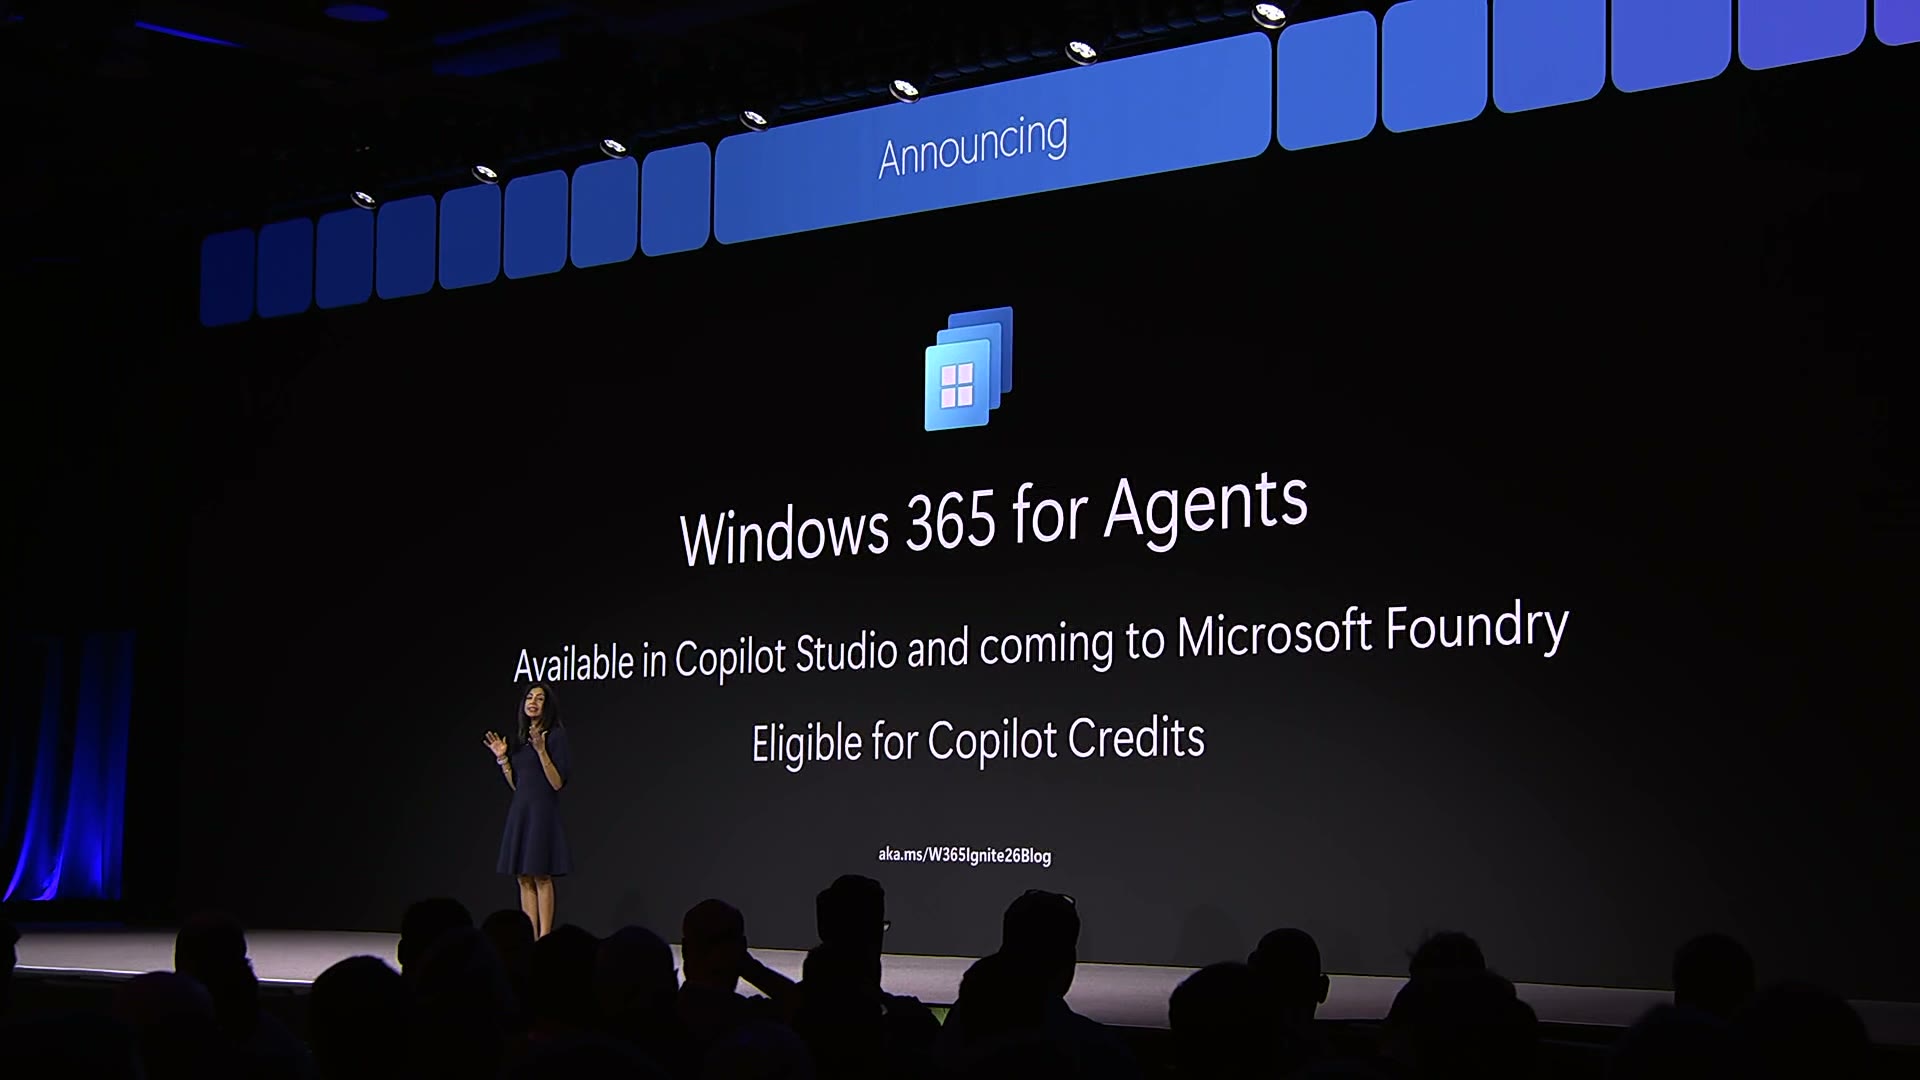 Announcing
Windows 365 for Agents
Available in Copilot Studio and coming to Microsoft Foundry
Eligible for Copilot Credits
aka.ms/W365Ignite26Blog